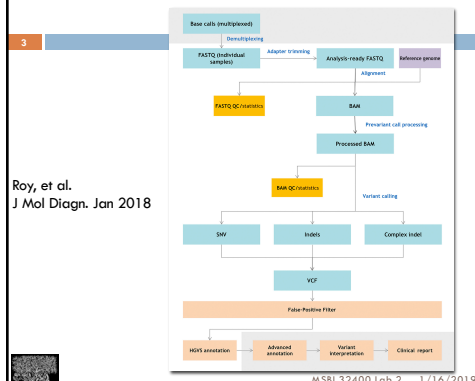 3
Base calls (multiplexed)
Demultiplexing
FASTQ (individual
samples)
Adapter trimming
Analysis-ready FASTQ
Reference genome
Alignment
FASTQ QC/statistics
BAM
Prevariant call processing
Processed BAM
BAM QC/statistics
Variant calling
SNV
Indels
Complex indel
VCF
False-Positive Filter
HGVS annotation
Advanced
annotation
Variant
interpretation
Clinical report
Roy, et al.
J Mol Diagn. Jan 2018
MSBI 32400 Lab 2 1/16/2019